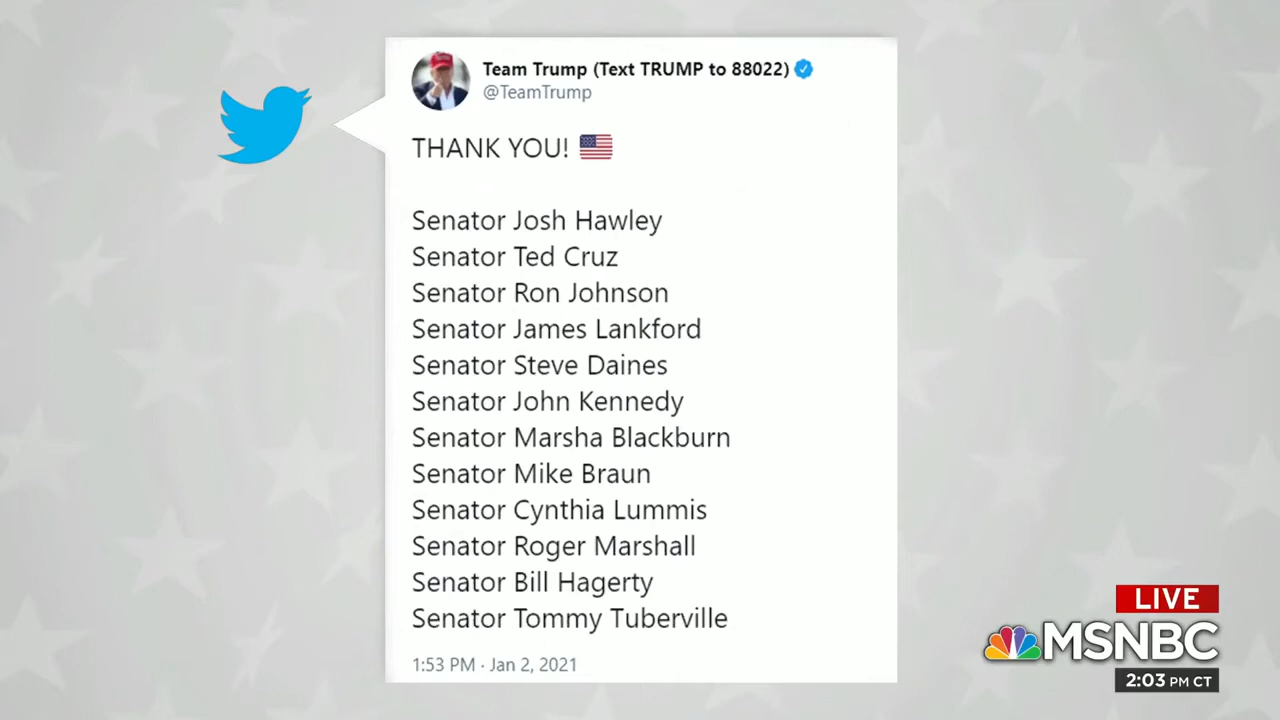 Team Trump (Text TRUMP to 88022)
@TeamTrump
THANK YOU!
Senator Josh Hawley
Senator Ted Cruz
Senator Ron Johnson
Senator James Lankford
Senator Steve Daines
Senator John Kennedy
Senator Marsha Blackburn
Senator Mike Braun
Senator Cynthia Lummis
Senator Roger Marshall
Senator Bill Hagerty
Senator Tommy Tuberville
1:53 PM · Jan 2, 2021
LIVE
MSNBC
2:03 PM CT